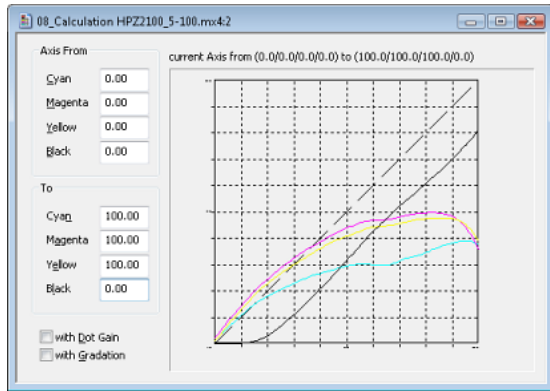 08_Calculation HPZ2100_5-100.mx4:2
Axis From
current Axis from (0.0/0.0/0.0/0.0) to (100.0/100.0/100.0/0.0)
Cyan 0.00
Magenta 0.00
Yellow 0.00
Black 0.00
To
Cyan 100.00
Magenta 100.00
Yellow 100.00
Black 0.00
with Dot Gain
with Gradation